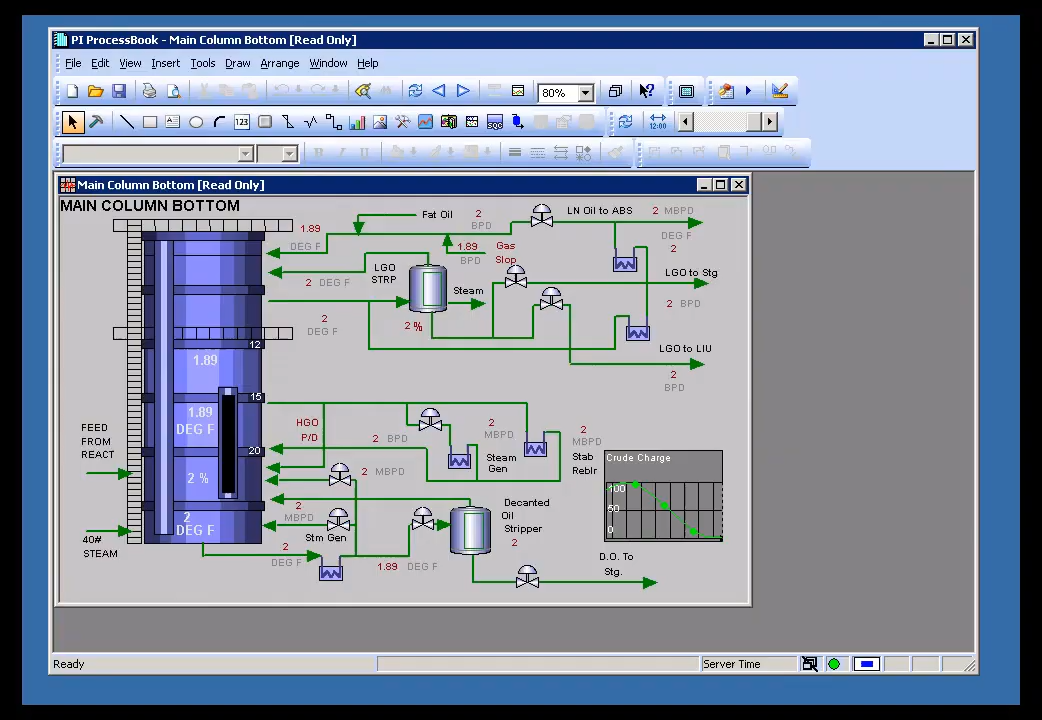 PI ProcessBook - Main Column Bottom [Read Only]
File Edit View Insert Tools Draw Arrange Window Help
80%
123
12:00
SQC
B I U
Main Column Bottom [Read Only]
MAIN COLUMN BOTTOM
1.89
DEG F
Fat Oil
2
BPD
LN Oil to ABS
2 MBPD
DEG F
2
1.89
BPD
Gas
Slop
2 DEG F
LGO
STRP
Steam
LGO to Stg
2 BPD
2
DEG F
2 %
12
LGO to LIU
2
BPD
1.89
15
1.89
DEG F
HGO
P/D
2 BPD
2
MBPD
2
MBPD
FEED
FROM
REACT
20
Steam
Gen
Stab
Reblr
2 %
2 MBPD
Crude Charge
100
50
0
2
MBPD
Decanted
Oil
Stripper
2
2
DEG F
40#
STEAM
Stm Gen
2
DEG F
1.89 DEG F
D.O. To
Stg.
Ready
Server Time